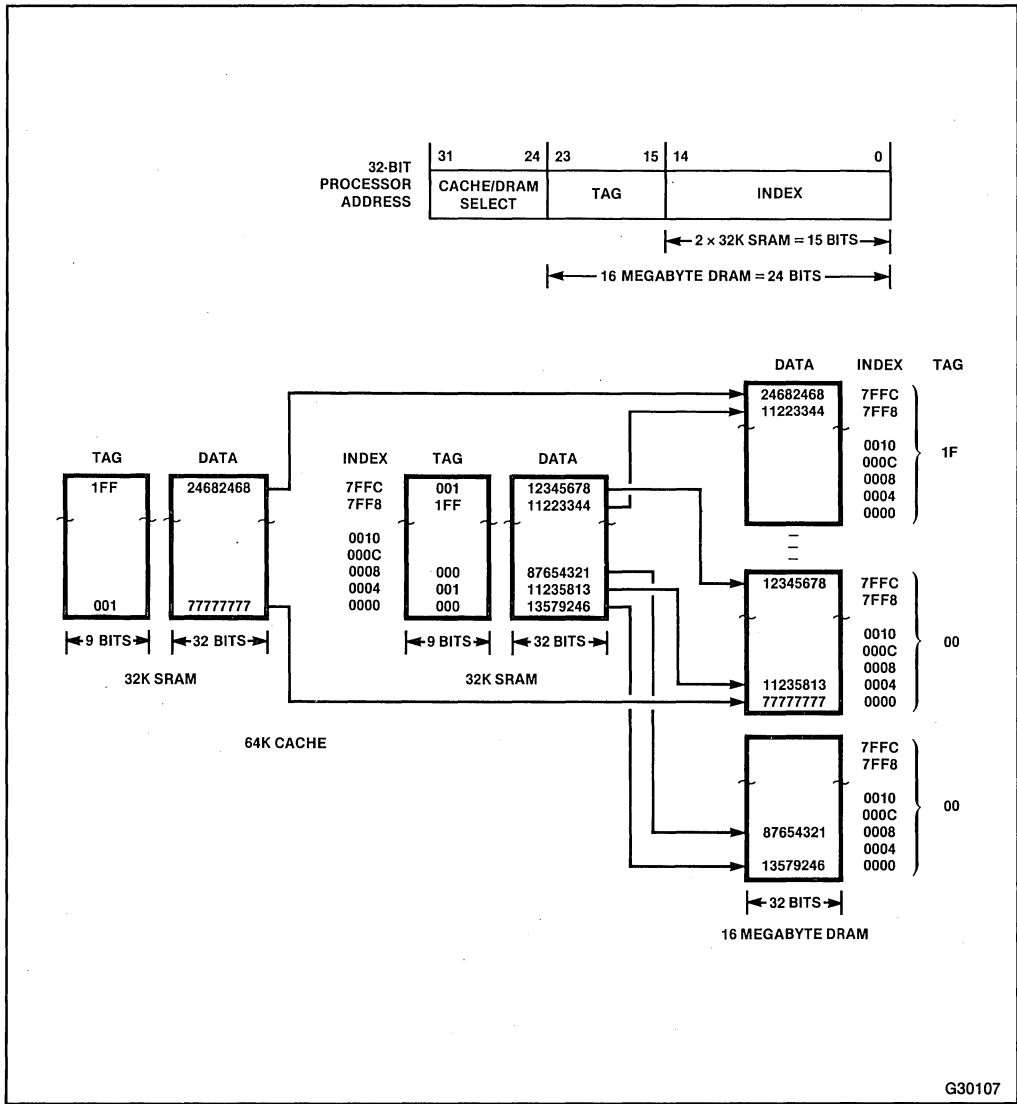 31 24 23 15 14 0
32-BIT
PROCESSOR
ADDRESS
CACHE/DRAM
SELECT
TAG
INDEX
2 × 32K SRAM = 15 BITS
16 MEGABYTE DRAM = 24 BITS
DATA INDEX TAG
24682468 7FFC
11223344 7FF8
0010
000C
0008
0004
0000
1F
TAG DATA
1FF 24682468
001 77777777
9 BITS 32 BITS
32K SRAM
INDEX TAG DATA
7FFC 001 12345678
7FF8 1FF 11223344
0010
000C
0008 000 87654321
0004 001 11235813
0000 000 13579246
9 BITS 32 BITS
32K SRAM
64K CACHE
12345678 7FFC
7FF8
0010
000C
0008
11235813 0004
77777777 0000
00
7FFC
7FF8
0010
000C
87654321 0008
0004
13579246 0000
00
32 BITS
16 MEGABYTE DRAM
G30107